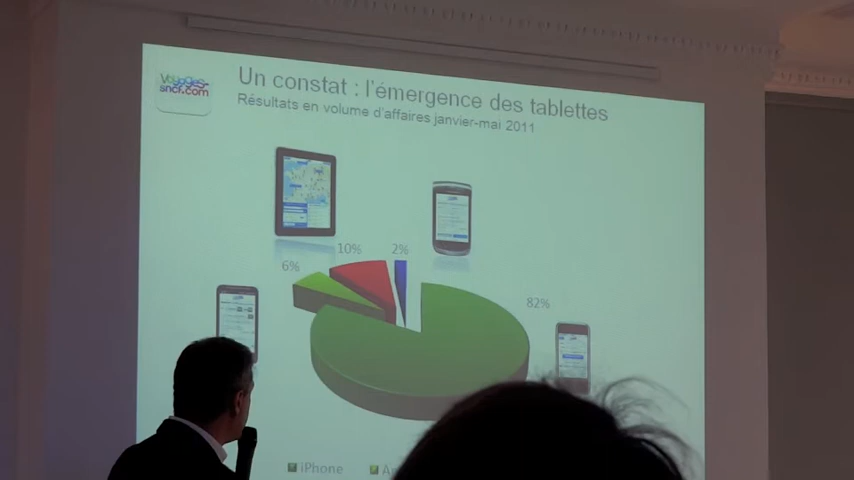 Voyages-
sncf.com
Un constat : l'émergence des tablettes
Résultats en volume d'affaires janvier-mai 2011
10%
2%
6%
82%
iPhone